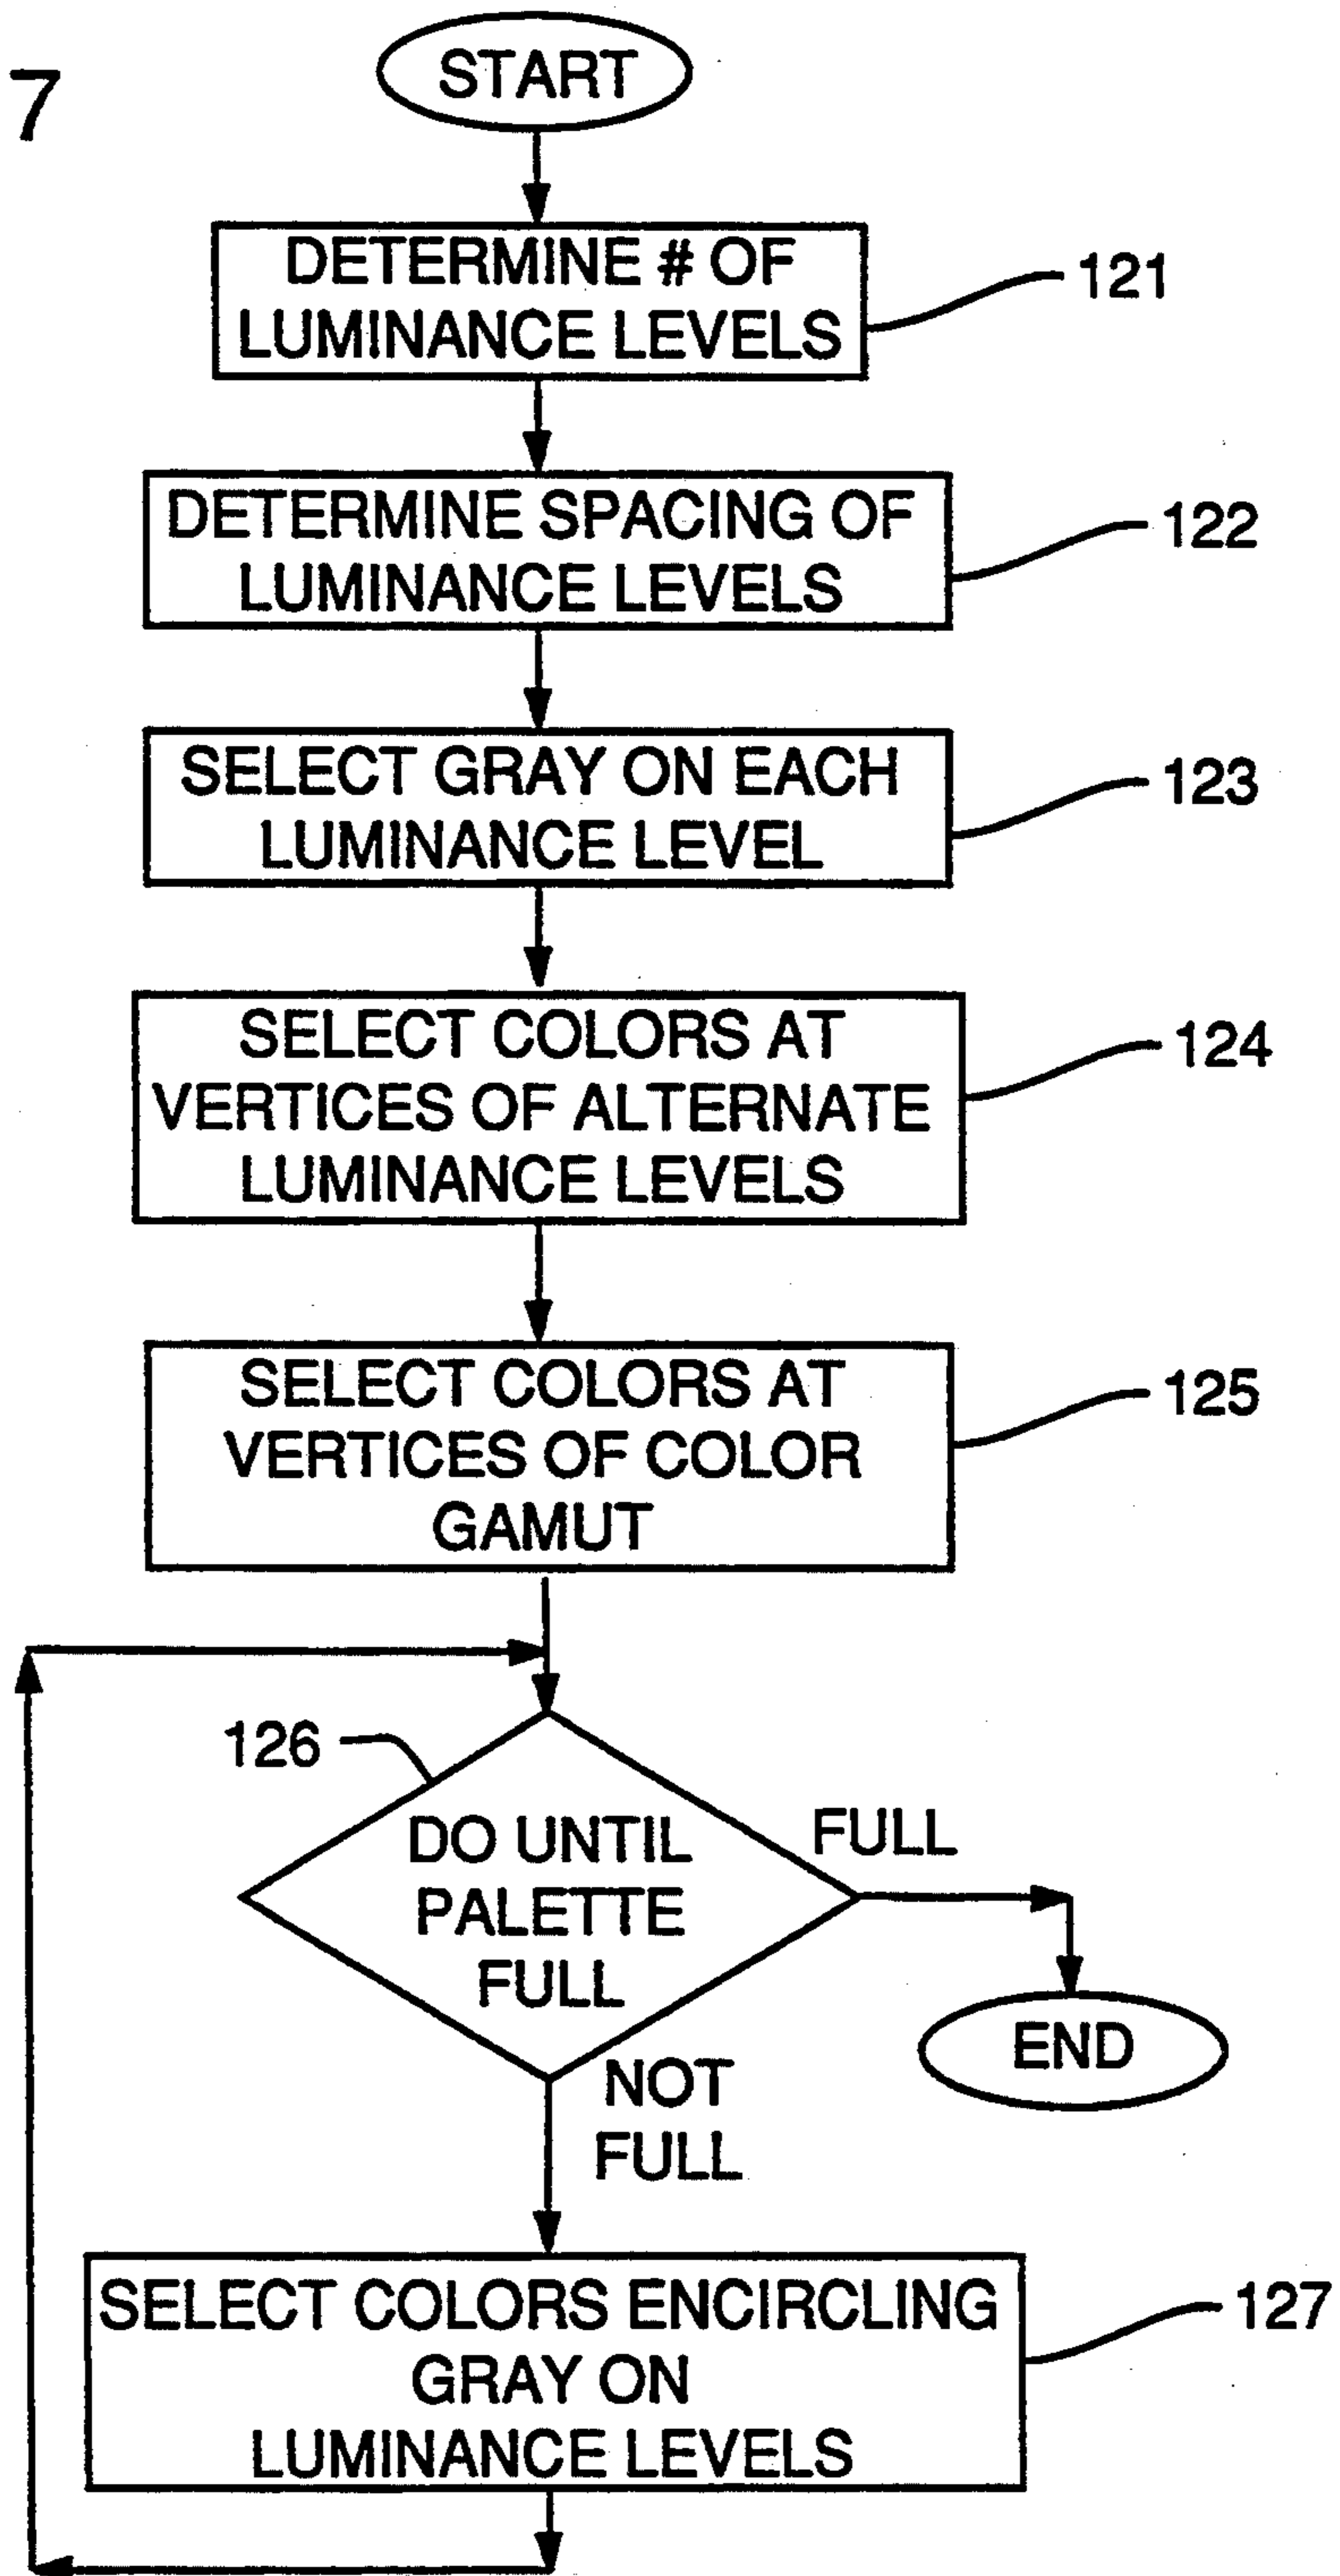 7
START
DETERMINE # OF
LUMINANCE LEVELS
121
DETERMINE SPACING OF
LUMINANCE LEVELS
122
SELECT GRAY ON EACH
LUMINANCE LEVEL
123
SELECT COLORS AT
VERTICES OF ALTERNATE
LUMINANCE LEVELS
124
SELECT COLORS AT
VERTICES OF COLOR
GAMUT
125
126
DO UNTIL
PALETTE
FULL
FULL
END
NOT
FULL
SELECT COLORS ENCIRCLING
GRAY ON
LUMINANCE LEVELS
127